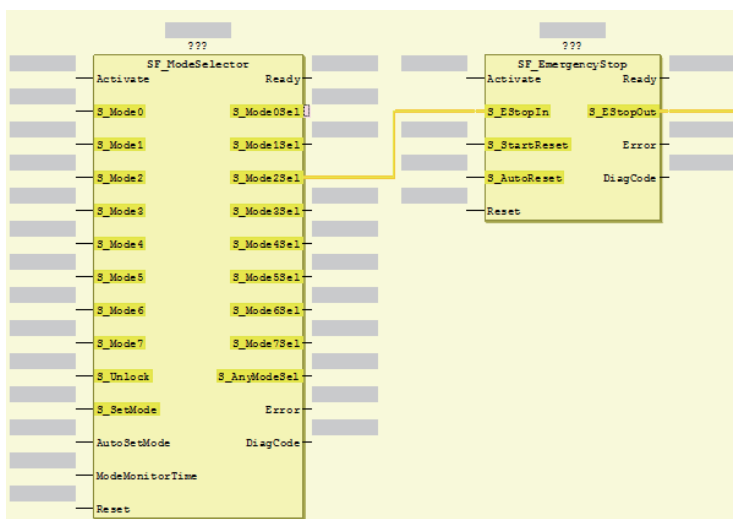 ???
SF_ModeSelector
Activate Ready
S_Mode0 S_Mode0Sel
S_Mode1 S_Mode1Sel
S_Mode2 S_Mode2Sel
S_Mode3 S_Mode3Sel
S_Mode4 S_Mode4Sel
S_Mode5 S_Mode5Sel
S_Mode6 S_Mode6Sel
S_Mode7 S_Mode7Sel
S_Unlock S_AnyModeSel
S_SetMode Error
AutoSetMode DiagCode
ModeMonitorTime
Reset
???
SF_EmergencyStop
Activate Ready
S_EStopIn S_EStopOut
S_StartReset Error
S_AutoReset DiagCode
Reset